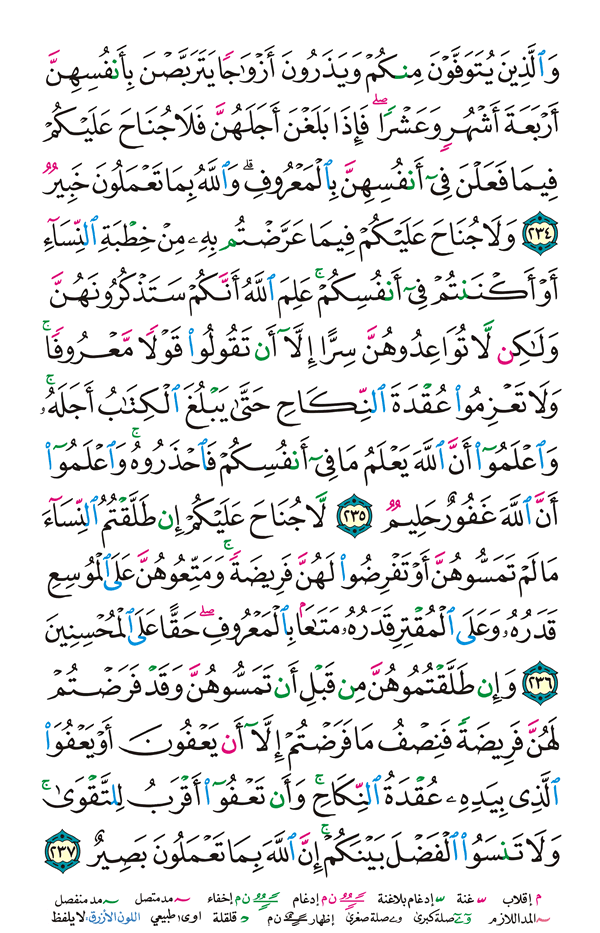 وَٱلَّذِينَ يُتَوَفَّوْنَ مِنكُمْ وَيَذَرُونَ أَزْوَٰجًا يَتَرَبَّصْنَ بِأَنفُسِهِنَّ
أَرْبَعَةَ أَشْهُرٍ وَعَشْرًا ۖ فَإِذَا بَلَغْنَ أَجَلَهُنَّ فَلَا جُنَاحَ عَلَيْكُمْ
فِيمَا فَعَلْنَ فِىٓ أَنفُسِهِنَّ بِٱلْمَعْرُوفِ ۗ وَٱللَّهُ بِمَا تَعْمَلُونَ خَبِيرٌ
٢٣٤ وَلَا جُنَاحَ عَلَيْكُمْ فِيمَا عَرَّضْتُم بِهِۦ مِنْ خِطْبَةِ ٱلنِّسَآءِ
أَوْ أَكْنَنتُمْ فِىٓ أَنفُسِكُمْ ۚ عَلِمَ ٱللَّهُ أَنَّكُمْ سَتَذْكُرُونَهُنَّ
وَلَٰكِن لَّا تُوَاعِدُوهُنَّ سِرًّا إِلَّآ أَن تَقُولُوا۟ قَوْلًا مَّعْرُوفًا ۚ
وَلَا تَعْزِمُوا۟ عُقْدَةَ ٱلنِّكَاحِ حَتَّىٰ يَبْلُغَ ٱلْكِتَٰبُ أَجَلَهُۥ ۚ
وَٱعْلَمُوٓا۟ أَنَّ ٱللَّهَ يَعْلَمُ مَا فِىٓ أَنفُسِكُمْ فَٱحْذَرُوهُ ۚ وَٱعْلَمُوٓا۟
أَنَّ ٱللَّهَ غَفُورٌ حَلِيمٌ ٢٣٥ لَّا جُنَاحَ عَلَيْكُمْ إِن طَلَّقْتُمُ ٱلنِّسَآءَ
مَا لَمْ تَمَسُّوهُنَّ أَوْ تَفْرِضُوا۟ لَهُنَّ فَرِيضَةً ۚ وَمَتِّعُوهُنَّ عَلَى ٱلْمُوسِعِ
قَدَرُهُۥ وَعَلَى ٱلْمُقْتِرِ قَدَرُهُۥ مَتَٰعًۢا بِٱلْمَعْرُوفِ ۖ حَقًّا عَلَى ٱلْمُحْسِنِينَ
٢٣٦ وَإِن طَلَّقْتُمُوهُنَّ مِن قَبْلِ أَن تَمَسُّوهُنَّ وَقَدْ فَرَضْتُمْ
لَهُنَّ فَرِيضَةً فَنِصْفُ مَا فَرَضْتُمْ إِلَّآ أَن يَعْفُونَ أَوْ يَعْفُوَا۟
ٱلَّذِى بِيَدِهِۦ عُقْدَةُ ٱلنِّكَاحِ ۚ وَأَن تَعْفُوٓا۟ أَقْرَبُ لِلتَّقْوَىٰ ۚ
وَلَا تَنسَوُا۟ ٱلْفَضْلَ بَيْنَكُمْ ۚ إِنَّ ٱللَّهَ بِمَا تَعْمَلُونَ بَصِيرٌ ٢٣٧
م إقلاب غنة إدغام بلاغنة ن م إدغام ن م إخفاء مد متصل مد منفصل
المد اللازم صلة كبرى صلة صغرى إظهار ن م قلقلة اوى طبيعي اللون الأزرق لا يلفظ